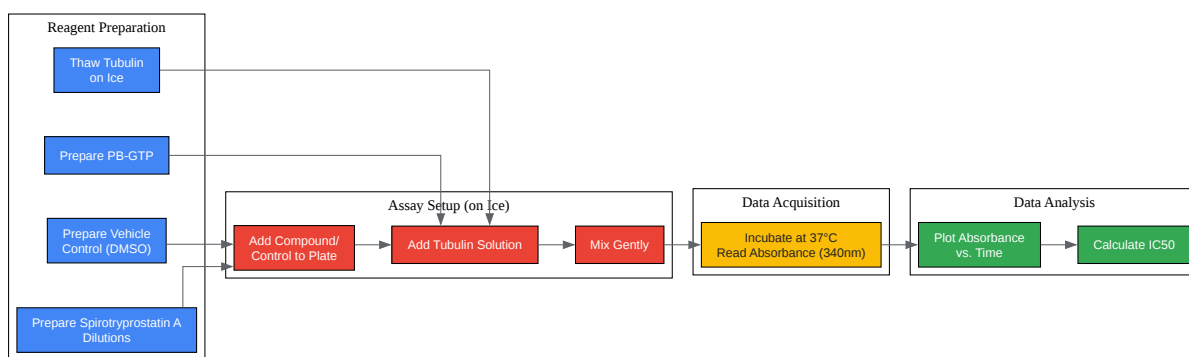 Reagent Preparation
Thaw Tubulin
on Ice
Prepare PB-GTP
Prepare Vehicle
Control (DMSO)
Prepare Spirotryprostatin A
Dilutions
Assay Setup (on Ice)
Add Compound/
Control to Plate
Add Tubulin Solution
Mix Gently
Data Acquisition
Incubate at 37°C
Read Absorbance (340nm)
Data Analysis
Plot Absorbance
vs. Time
Calculate IC50